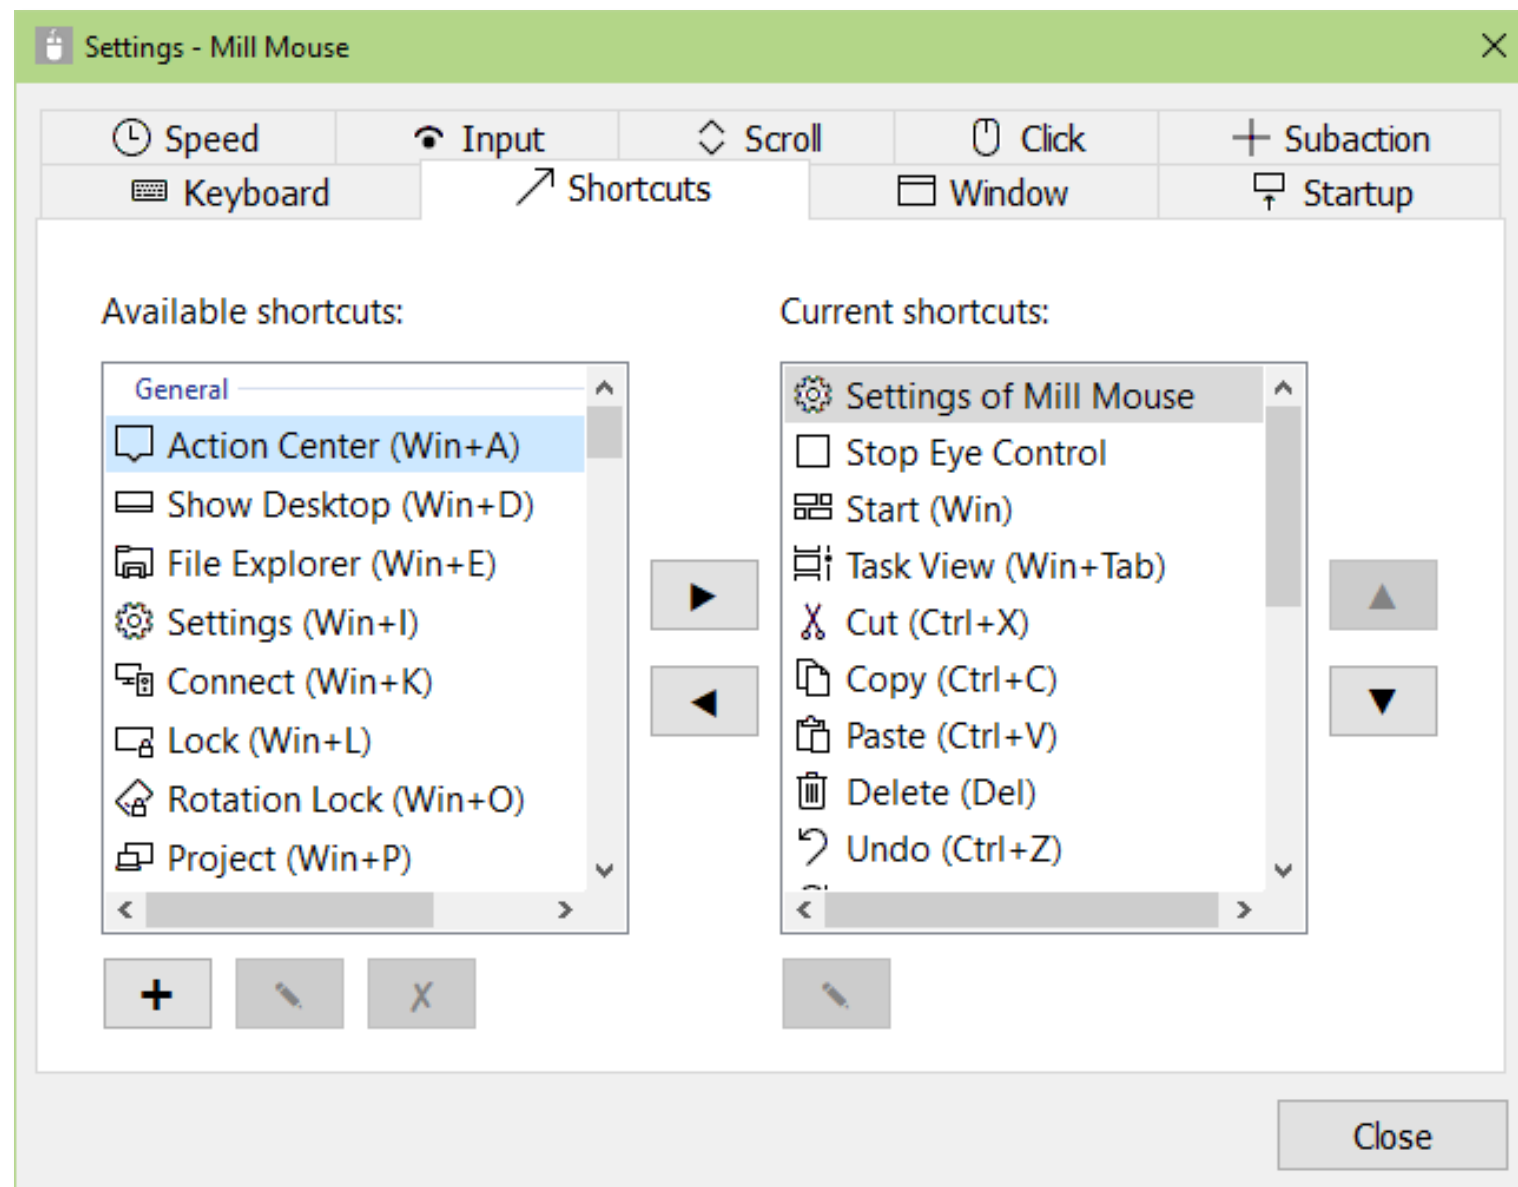 Settings - Mill Mouse
Speed Input Scroll Click Subaction
Keyboard Shortcuts Window Startup
Available shortcuts:
General
Action Center (Win+A)
Show Desktop (Win+D)
File Explorer (Win+E)
Settings (Win+I)
Connect (Win+K)
Lock (Win+L)
Rotation Lock (Win+O)
Project (Win+P)
Current shortcuts:
Settings of Mill Mouse
Stop Eye Control
Start (Win)
Task View (Win+Tab)
Cut (Ctrl+X)
Copy (Ctrl+C)
Paste (Ctrl+V)
Delete (Del)
Undo (Ctrl+Z)
Close